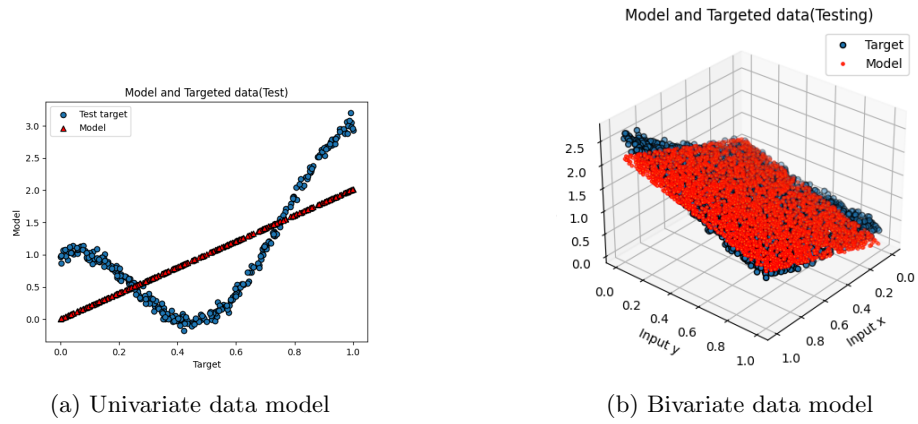 Model and Targeted data(Test)
Test target
Model
3.0
2.5
2.0
1.5
1.0
0.5
0.0
Model
0.0
0.2
0.4
0.6
0.8
1.0
Target
(a) Univariate data model
Model and Targeted data(Testing)
Target
Model
2.5
2.0
1.5
1.0
0.5
0.0
0.0
0.2
0.4
0.6
0.8
1.0
Input y
0.0
0.2
0.4
0.6
0.8
1.0
Input x
(b) Bivariate data model